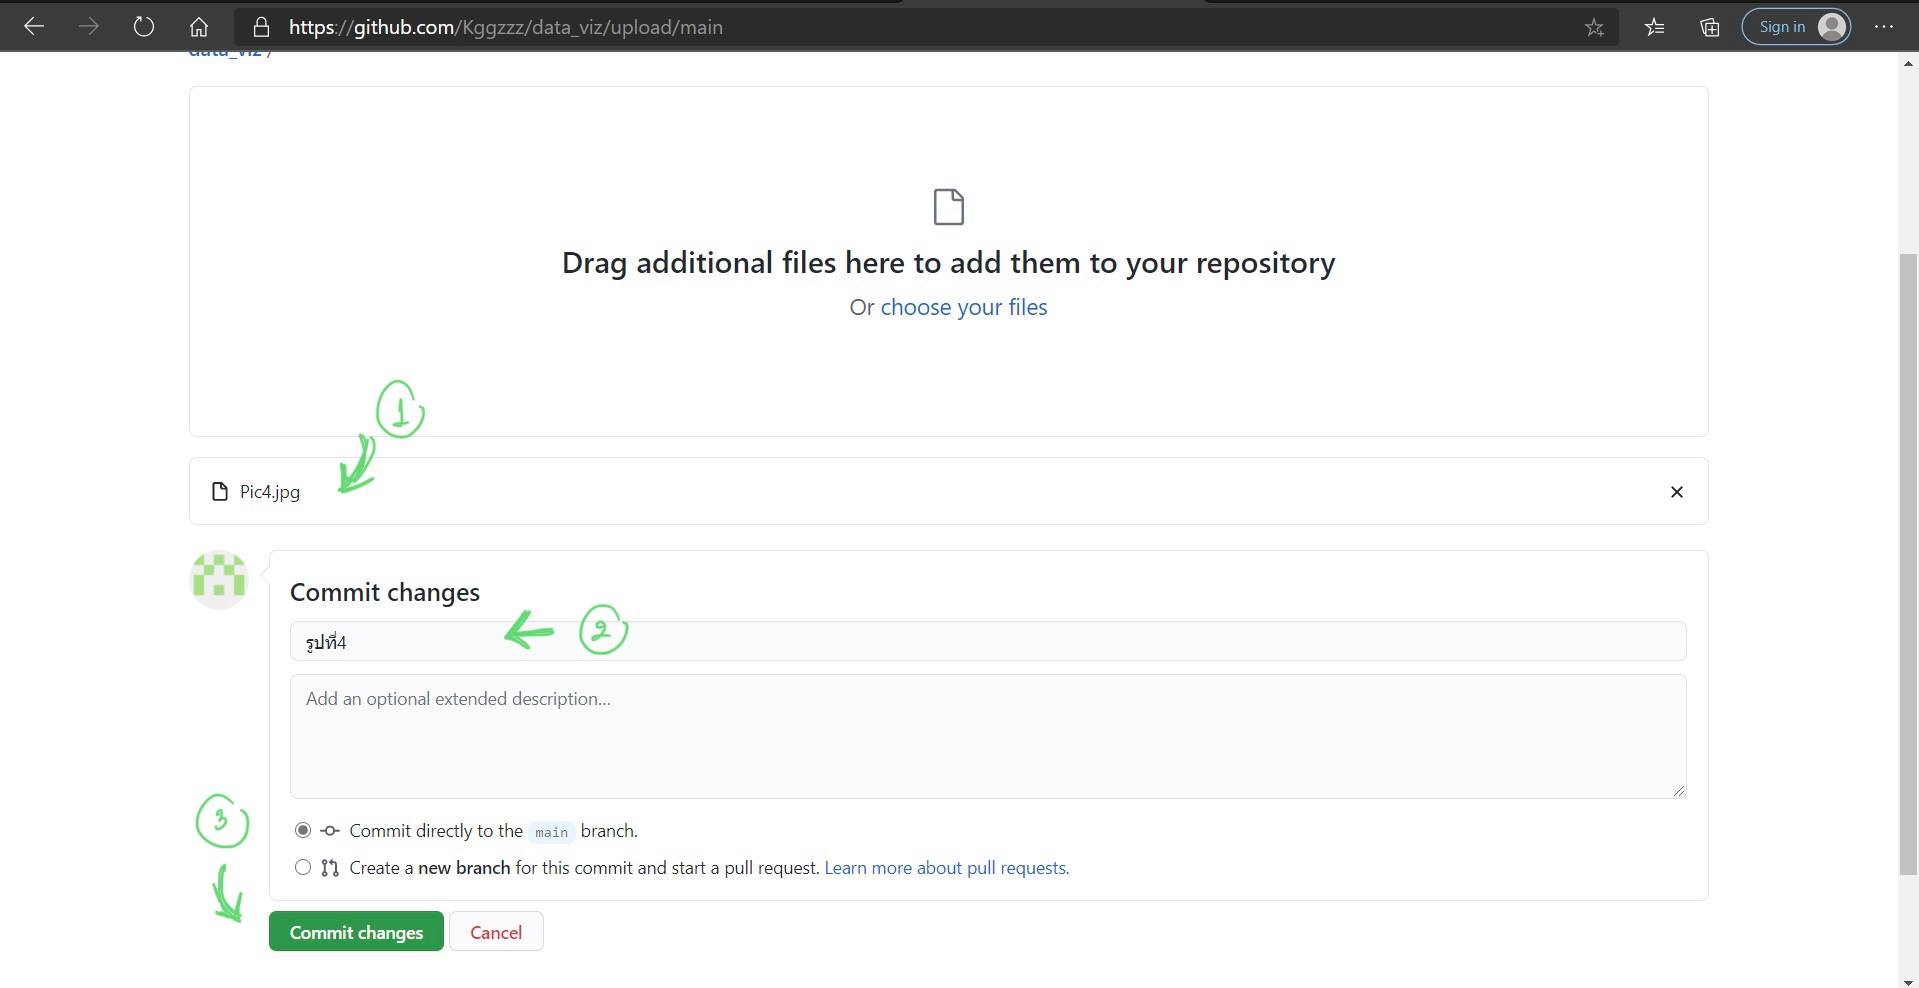 https://github.com/Kggzzz/data_viz/upload/main
Sign in
data_viz /
Drag additional files here to add them to your repository
Or choose your files
1
Pic4.jpg
Commit changes
2
รูปที่4
Add an optional extended description...
3
Commit directly to the main branch.
Create a new branch for this commit and start a pull request. Learn more about pull requests.
Commit changes
Cancel